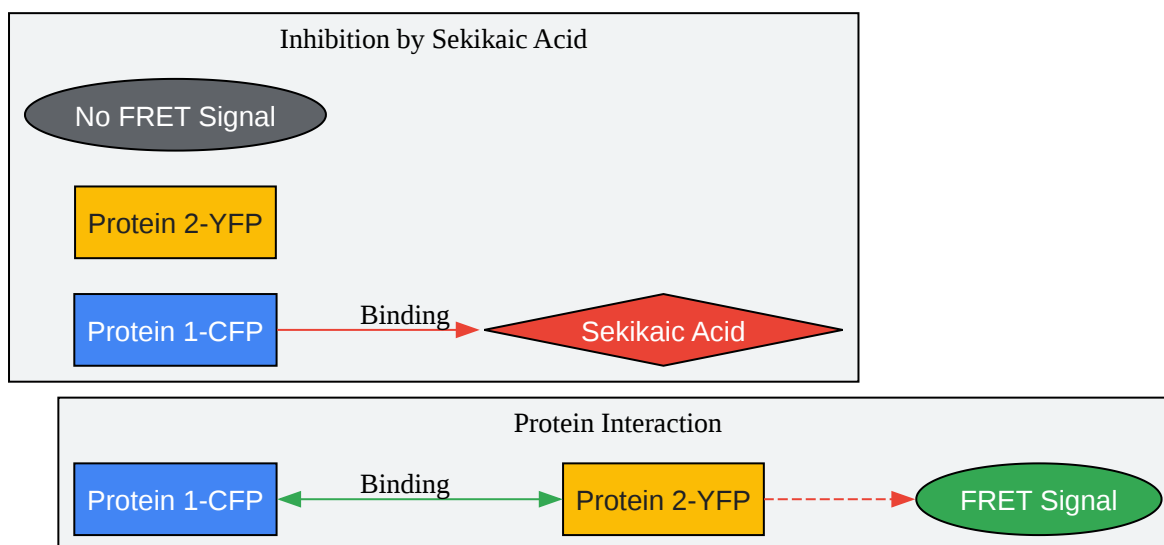 Inhibition by Sekikaic Acid
No FRET Signal
Protein 2-YFP
Protein 1-CFP
Binding
Sekikaic Acid
Protein Interaction
Protein 1-CFP
Binding
Protein 2-YFP
FRET Signal